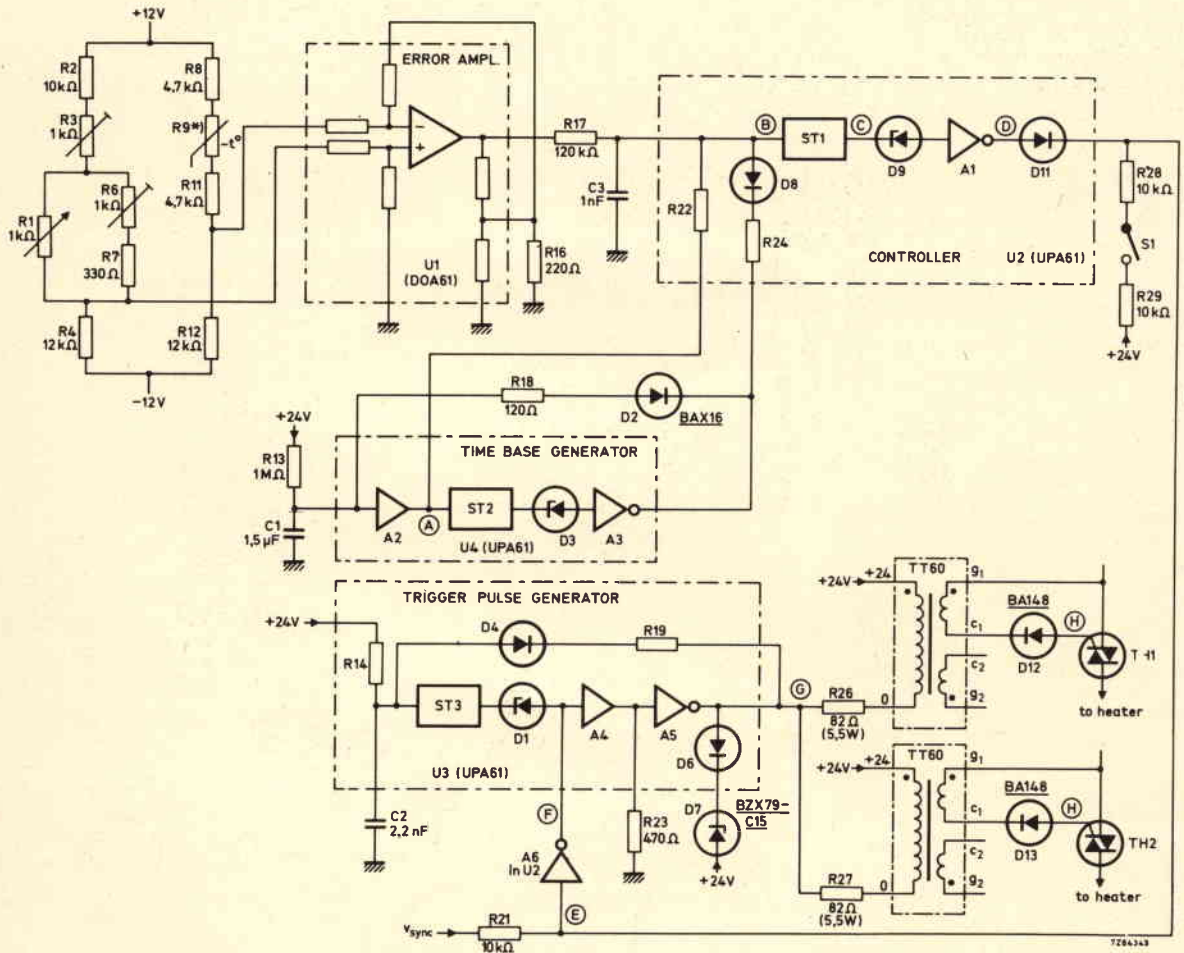 +12V
R2
10kΩ
R3
1kΩ
R1
1kΩ
R6
1kΩ
R7
330Ω
R4
12kΩ
R8
4,7kΩ
R9*)
-t°
R11
4,7kΩ
R12
12kΩ
-12V
ERROR AMPL.
-
+
U1
(DOA61)
R16
220Ω
R17
120kΩ
C3
1nF
B
ST1
C
D9
A1
D
D11
D8
R22
R24
CONTROLLER
U2 (UPA61)
R28
10kΩ
S1
R29
10kΩ
+24V
R18
120Ω
D2
BAX16
+24V
R13
1MΩ
C1
1,5µF
TIME BASE GENERATOR
A2
A
ST2
D3
A3
U4 (UPA61)
TRIGGER PULSE GENERATOR
+24V
R14
D4
R19
ST3
D1
A4
A5
D6
U3 (UPA61)
C2
2,2nF
F
A6
In U2
R23
470Ω
D7
BZX79-
C15
+24V
E
Vsync
R21
10kΩ
G
R26
82Ω
(5,5W)
R27
82Ω
(5,5W)
TT60
+24V
+24
0
g1
c1
c2
g2
BA148
D12
H
TH1
to heater
TT60
+24V
+24
0
g1
c1
c2
g2
BA148
D13
H
TH2
to heater
7Z64343